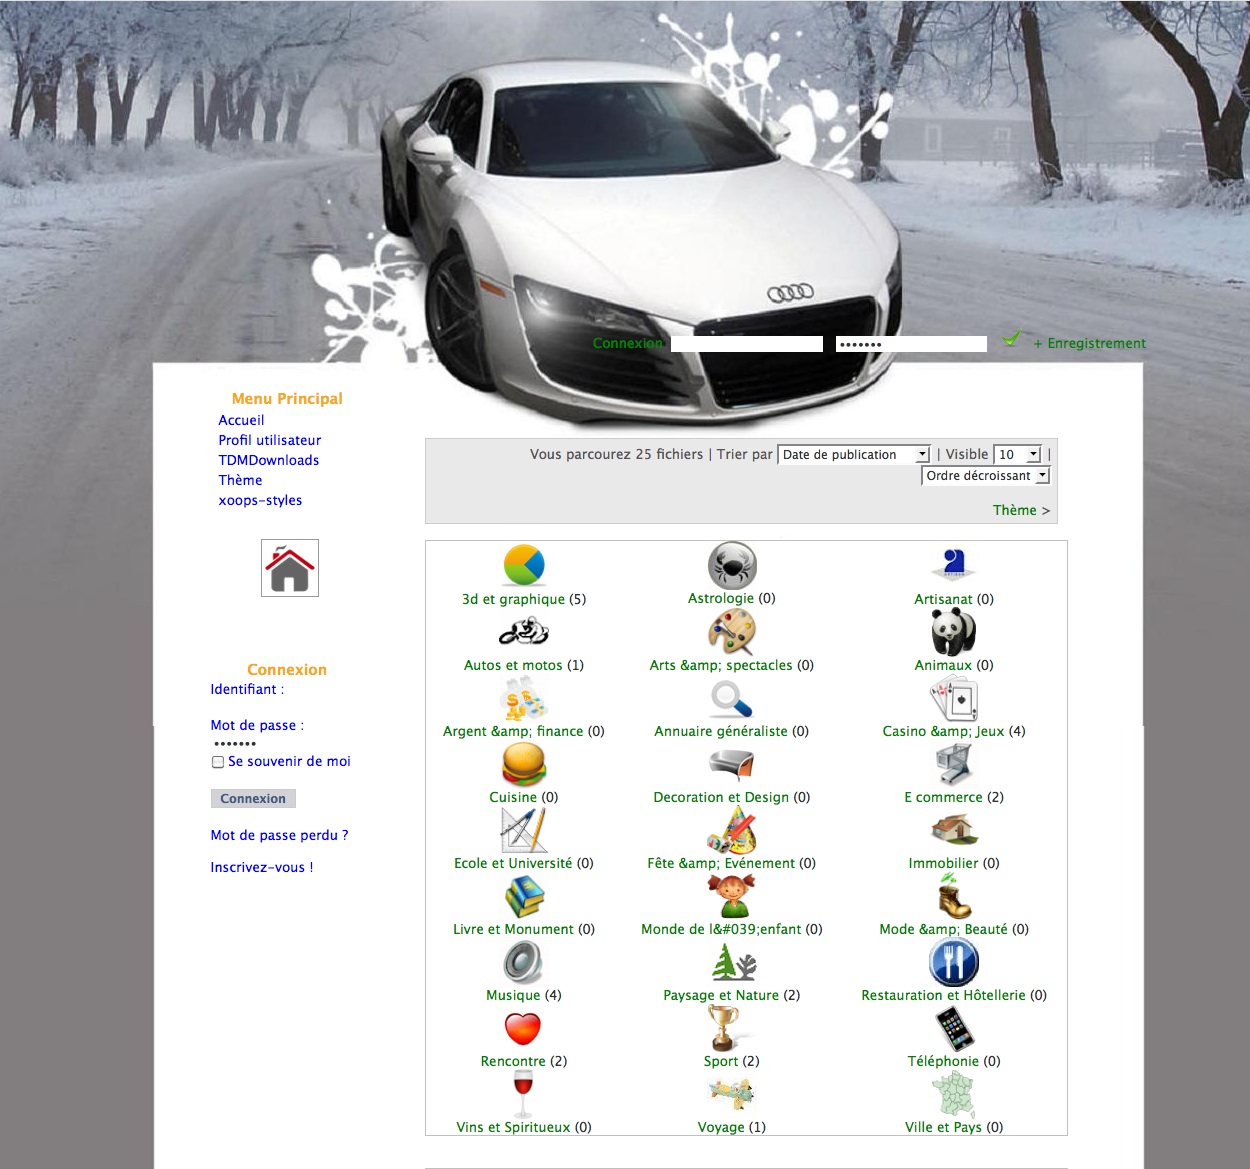 Connexion ••••••• + Enregistrement
Menu Principal
Accueil
Profil utilisateur
TDMDownloads
Thème
xoops-styles
Connexion
Identifiant :
Mot de passe :
•••••••
Se souvenir de moi
Connexion
Mot de passe perdu ?
Inscrivez-vous !
Vous parcourez 25 fichiers | Trier par Date de publication | Visible 10 |
Ordre décroissant
Thème >
3d et graphique (5) Astrologie (0) Artisanat (0)
Autos et motos (1) Arts &amp; spectacles (0) Animaux (0)
Argent &amp; finance (0) Annuaire généraliste (0) Casino &amp; Jeux (4)
Cuisine (0) Decoration et Design (0) E commerce (2)
Ecole et Université (0) Fête &amp; Evénement (0) Immobilier (0)
Livre et Monument (0) Monde de l&#039;enfant (0) Mode &amp; Beauté (0)
Musique (4) Paysage et Nature (2) Restauration et Hôtellerie (0)
Rencontre (2) Sport (2) Téléphonie (0)
Vins et Spiritueux (0) Voyage (1) Ville et Pays (0)